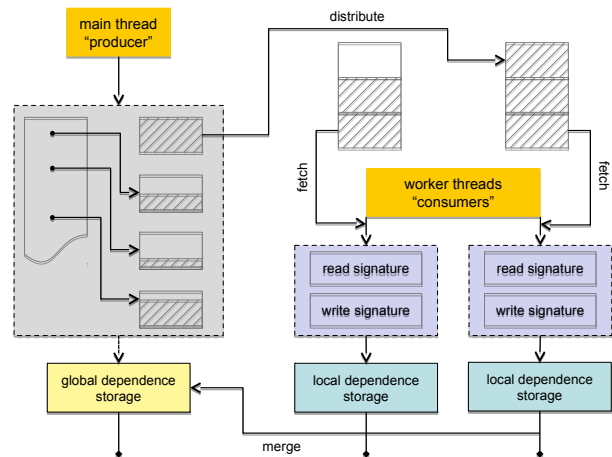 main thread
“producer”
distribute
fetch
fetch
worker threads
“consumers”
read signature
write signature
read signature
write signature
global dependence
storage
local dependence
storage
local dependence
storage
merge